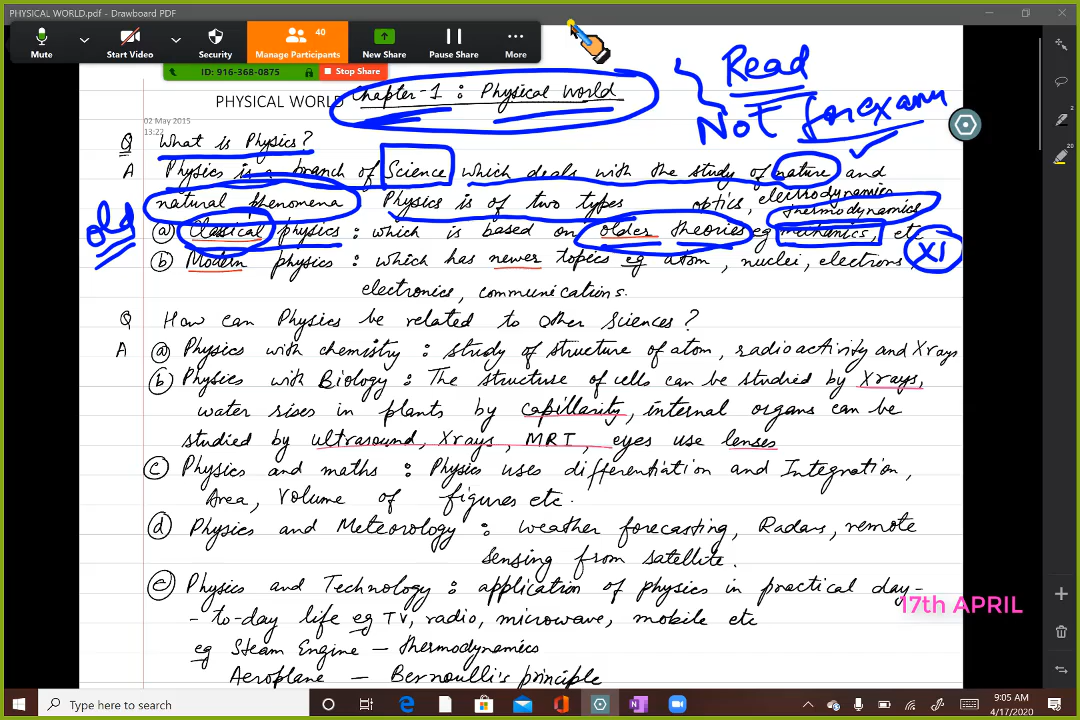 PHYSICAL WORLD.pdf - Drawboard PDF
40
Mute
Start Video
Security
Manage Participants
New Share
Pause Share
More
ID: 916-368-0875
Stop Share
Read
NOT for exam
PHYSICAL WORLD
Chapter-1 : Physical World
02 May 2015
13:22
Q What is Physics?
A Physics is a branch of Science which deals with the study of nature and
natural phenomena Physics is of two types optics, electrodynamics
thermodynamics
old
(a) Classical physics : which is based on older theories eg mechanics, etc
XI
(b) Modern physics : which has newer topics eg atom, nuclei, electrons,
electronics, communications.
Q How can Physics be related to other Sciences?
A (a) Physics with chemistry : study of structure of atom, radioactivity and Xrays
(b) Physics with Biology : The structure of cells can be studied by Xrays,
water rises in plants by capillarity, internal organs can be
studied by ultrasound, Xrays, MRI, eyes use lenses
(c) Physics and maths : Physics uses differentiation and Integration,
Area, Volume of figures etc.
(d) Physics and Meteorology : weather forecasting, Radars, remote
sensing from satellite.
(e) Physics and Technology : application of physics in practical day-
-to-day life eg TV, radio, microwave, mobile etc
17th APRIL
eg Steam Engine – thermodynamics
Aeroplane – Bernoulli's principle
Type here to search
9:05 AM
4/17/2020